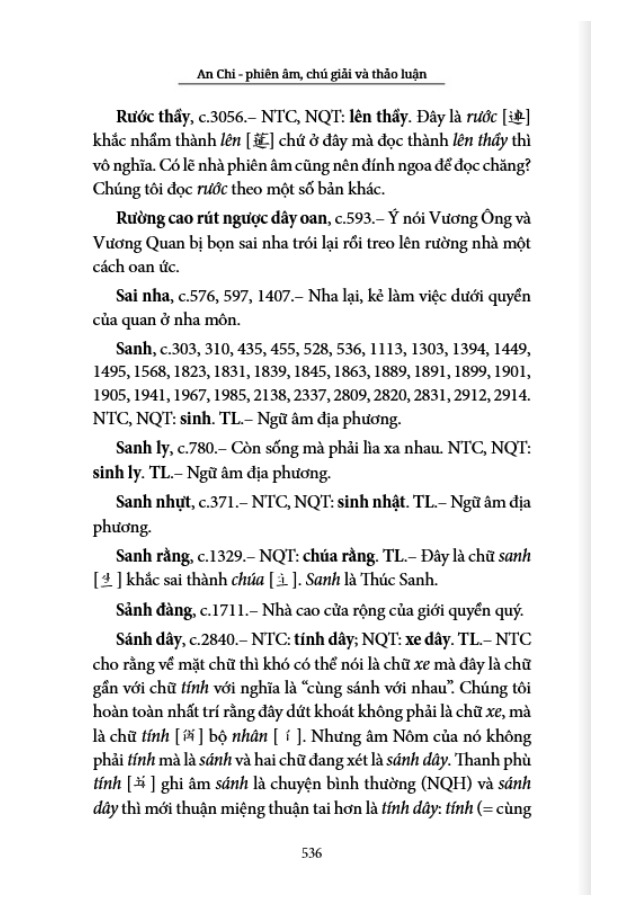 An Chi - phiên âm, chú giải và thảo luận
Rước thầy, c.3056.– NTC, NQT: lên thầy. Đây là rước [逴]
khắc nhầm thành lên [蓮] chứ ở đây mà đọc thành lên thầy thì
vô nghĩa. Có lẽ nhà phiên âm cũng nên đính ngoa để đọc chăng?
Chúng tôi đọc rước theo một số bản khác.
Rường cao rút ngược dây oan, c.593.– Ý nói Vương Ông và
Vương Quan bị bọn sai nha trói lại rồi treo lên rường nhà một
cách oan ức.
Sai nha, c.576, 597, 1407.– Nha lại, kẻ làm việc dưới quyền
của quan ở nha môn.
Sanh, c.303, 310, 435, 455, 528, 536, 1113, 1303, 1394, 1449,
1495, 1568, 1823, 1831, 1839, 1845, 1863, 1889, 1891, 1899, 1901,
1905, 1941, 1967, 1985, 2138, 2337, 2809, 2820, 2831, 2912, 2914.
NTC, NQT: sinh. TL.– Ngữ âm địa phương.
Sanh ly, c.780.– Còn sống mà phải lìa xa nhau. NTC, NQT:
sinh ly. TL.– Ngữ âm địa phương.
Sanh nhựt, c.371.– NTC, NQT: sinh nhật. TL.– Ngữ âm địa
phương.
Sanh rằng, c.1329.– NQT: chúa rằng. TL.– Đây là chữ sanh
[生] khắc sai thành chúa [主]. Sanh là Thúc Sanh.
Sảnh đàng, c.1711.– Nhà cao cửa rộng của giới quyền quý.
Sánh dây, c.2840.– NTC: tính dây; NQT: xe dây. TL.– NTC
cho rằng về mặt chữ thì khó có thể nói là chữ xe mà đây là chữ
gần với chữ tính với nghĩa là “cùng sánh với nhau”. Chúng tôi
hoàn toàn nhất trí rằng đây dứt khoát không phải là chữ xe, mà
là chữ tính [] bộ nhân [亻]. Nhưng âm Nôm của nó không
phải tính mà là sánh và hai chữ đang xét là sánh dây. Thanh phù
tính [] ghi âm sánh là chuyện bình thường (NQH) và sánh
dây thì mới thuận miệng thuận tai hơn là tính dây: tính (= cùng
536